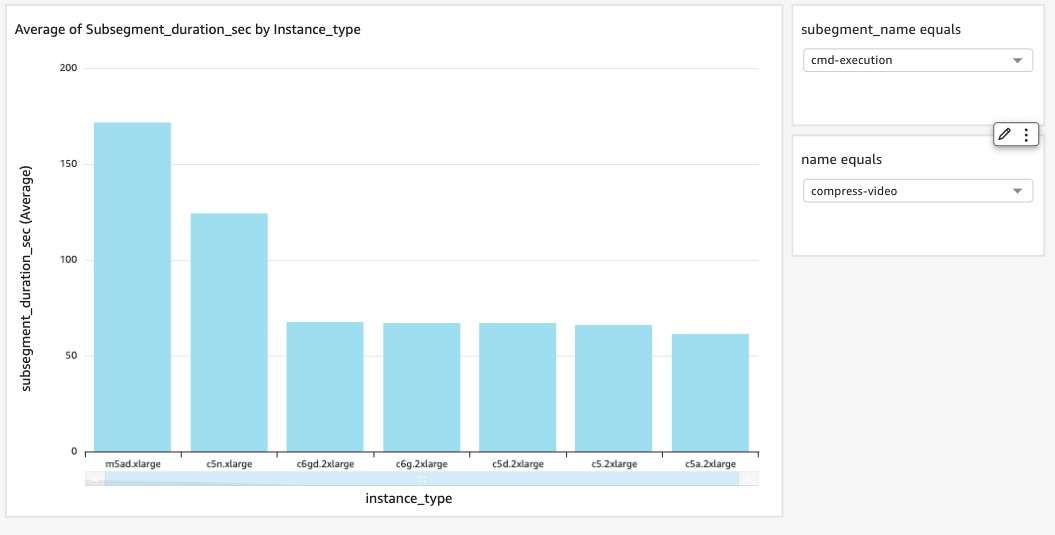 Average of Subsegment_duration_sec by Instance_type
subsegment_duration_sec (Average)
200
150
100
50
0
m5ad.xlarge c5n.xlarge c6gd.2xlarge c6g.2xlarge c5d.2xlarge c5.2xlarge c5a.2xlarge
instance_type
subegment_name equals
cmd-execution
name equals
compress-video